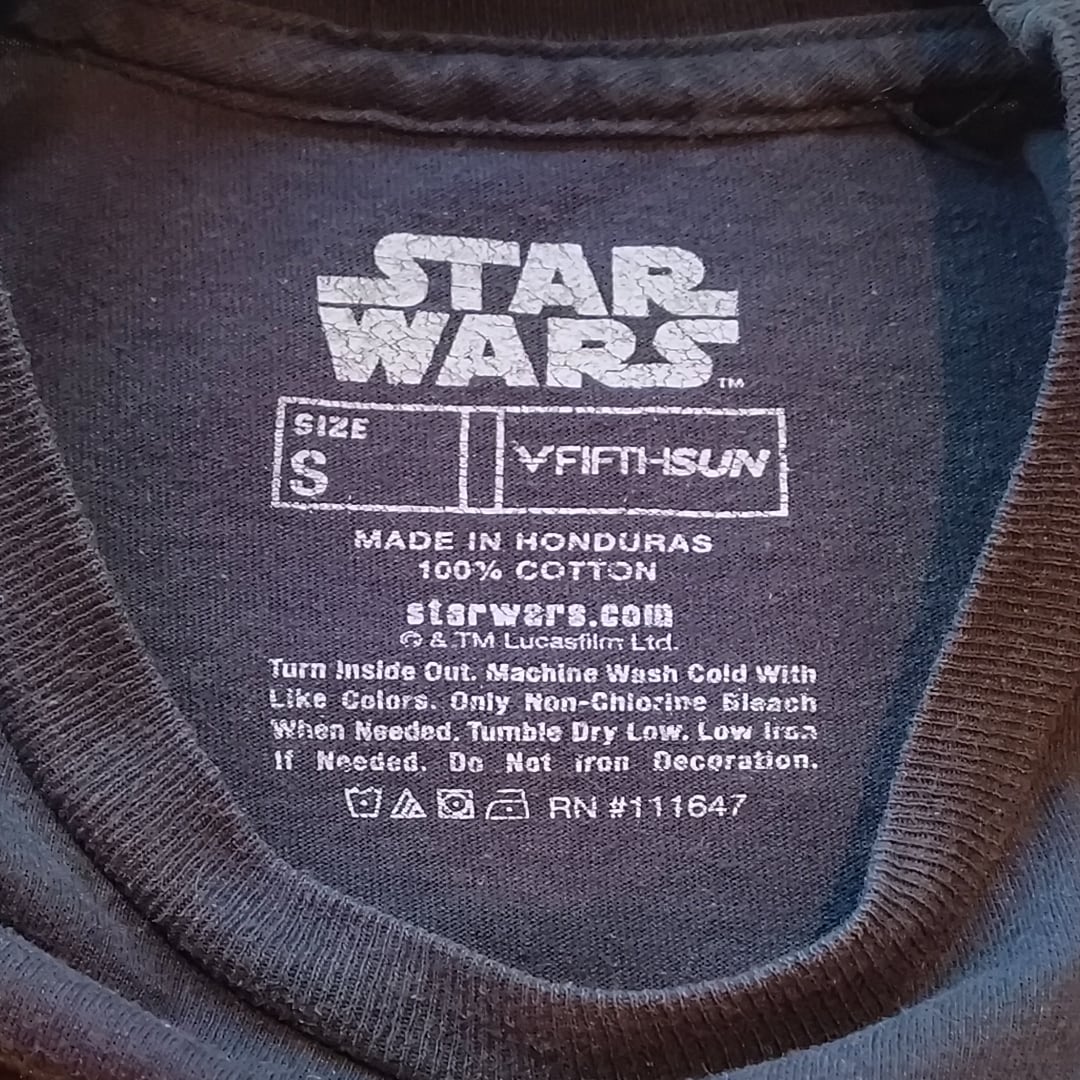 STAR
WARS™
SIZE
S
FIFTHSUN
MADE IN HONDURAS
100% COTTON
starwars.com
© & TM Lucasfilm Ltd.
Turn Inside Out. Machine Wash Cold With
Like Colors. Only Non-Chlorine Bleach
When Needed. Tumble Dry Low. Low Iron
If Needed. Do Not Iron Decoration.
RN #111647